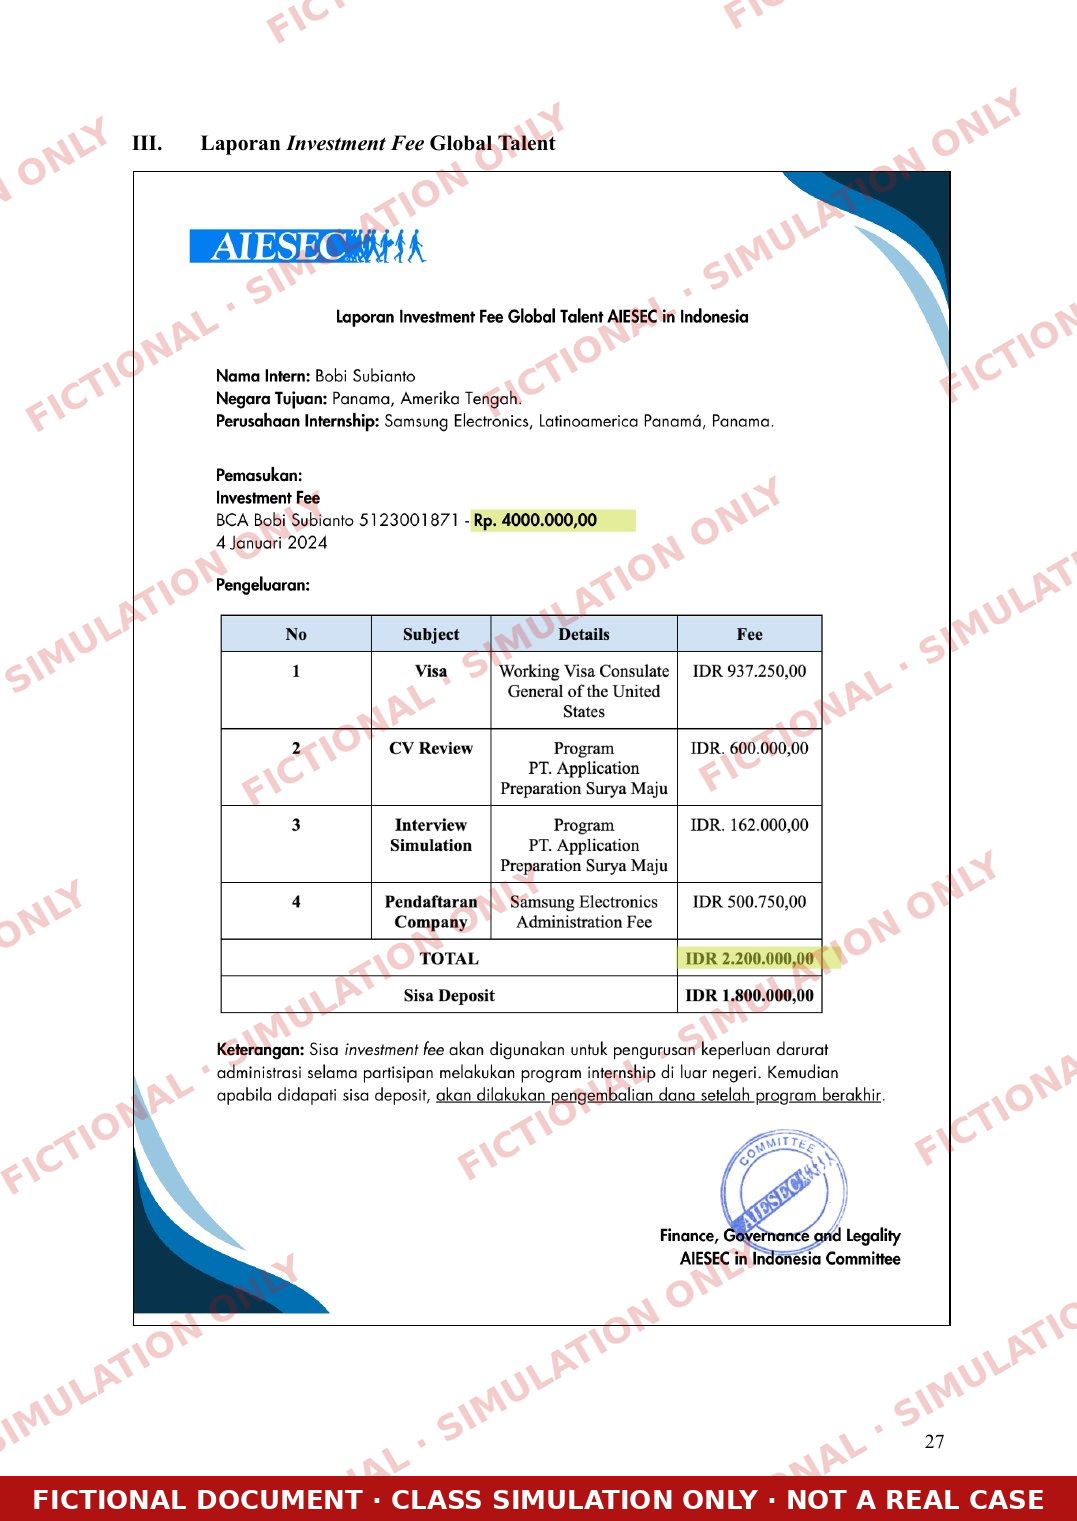 III. Laporan Investment Fee Global Talent
AIESEC
Laporan Investment Fee Global Talent AIESEC in Indonesia
Nama Intern: Bobi Subianto
Negara Tujuan: Panama, Amerika Tengah.
Perusahaan Internship: Samsung Electronics, Latinoamerica Panamá, Panama.
Pemasukan:
Investment Fee
BCA Bobi Subianto 5123001871 - Rp. 4000.000,00
4 Januari 2024
Pengeluaran:
No Subject Details Fee
1 Visa Working Visa Consulate IDR 937.250,00
General of the United
States
2 CV Review Program IDR. 600.000,00
PT. Application
Preparation Surya Maju
3 Interview Program IDR. 162.000,00
Simulation PT. Application
Preparation Surya Maju
4 Pendaftaran Samsung Electronics IDR 500.750,00
Company Administration Fee
TOTAL IDR 2.200.000,00
Sisa Deposit IDR 1.800.000,00
Keterangan: Sisa investment fee akan digunakan untuk pengurusan keperluan darurat
administrasi selama partisipan melakukan program internship di luar negeri. Kemudian
apabila didapati sisa deposit, akan dilakukan pengembalian dana setelah program berakhir.
COMMITTEE
AIESEC
Finance, Governance and Legality
AIESEC in Indonesia Committee
27
FICTIONAL · SIMULATION ONLY
FICTIONAL DOCUMENT · CLASS SIMULATION ONLY · NOT A REAL CASE